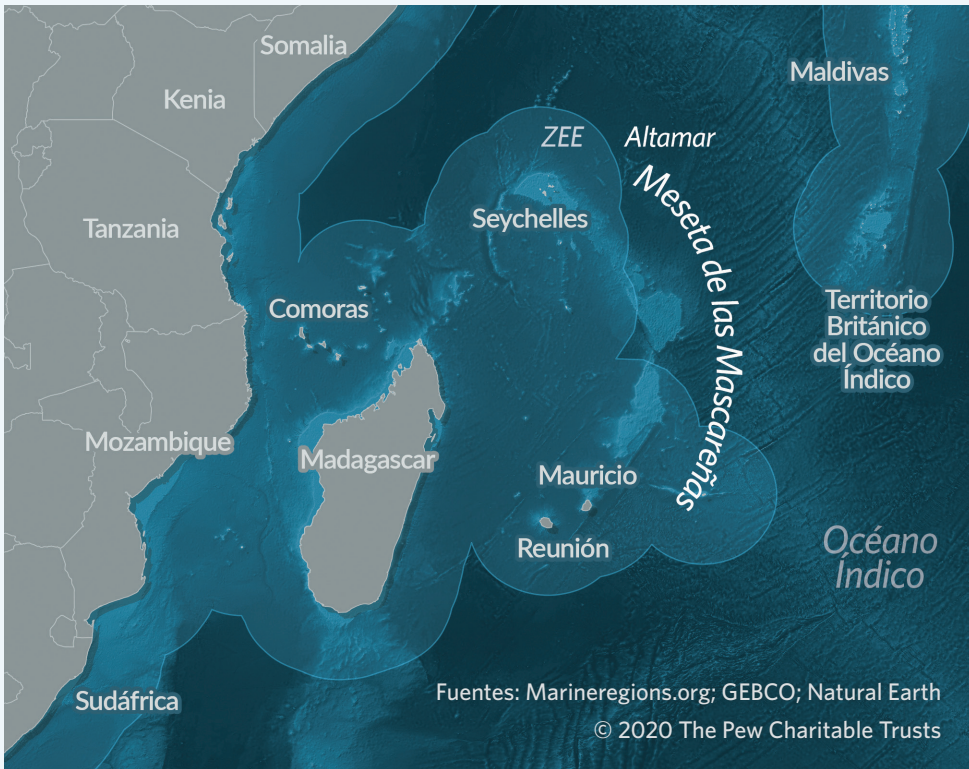 Somalia
Maldivas
Kenia
ZEE
Altamar
Meseta de las Mascareñas
Seychelles
Tanzania
Comoras
Territorio
Británico
del Océano
Índico
Mozambique
Madagascar
Mauricio
Reunión
Océano
Índico
Sudáfrica
Fuentes: Marineregions.org; GEBCO; Natural Earth
© 2020 The Pew Charitable Trusts